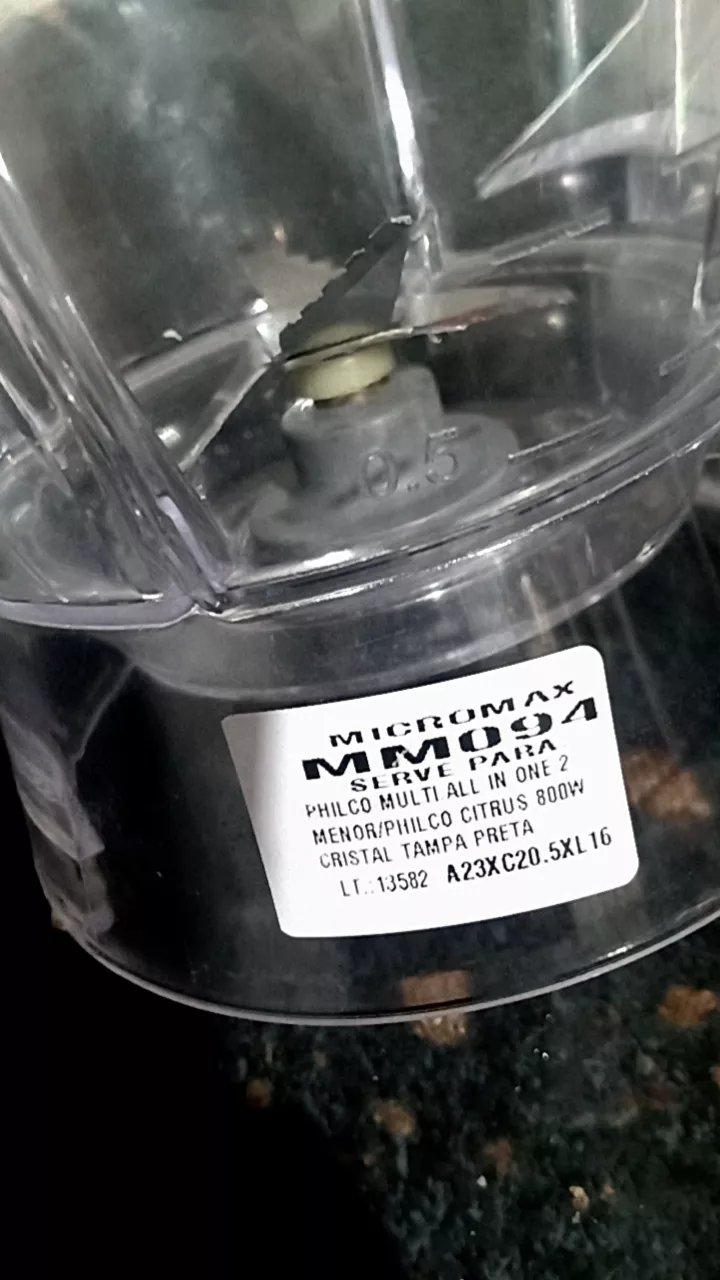 0.5
MICROMAX
MM094
SERVE PARA
PHILCO MULTI.ALL IN ONE 2
MENOR/PHILCO CITRUS 800W
CRISTAL TAMPA PRETA
LT.:13582 A23XC20.5XL16